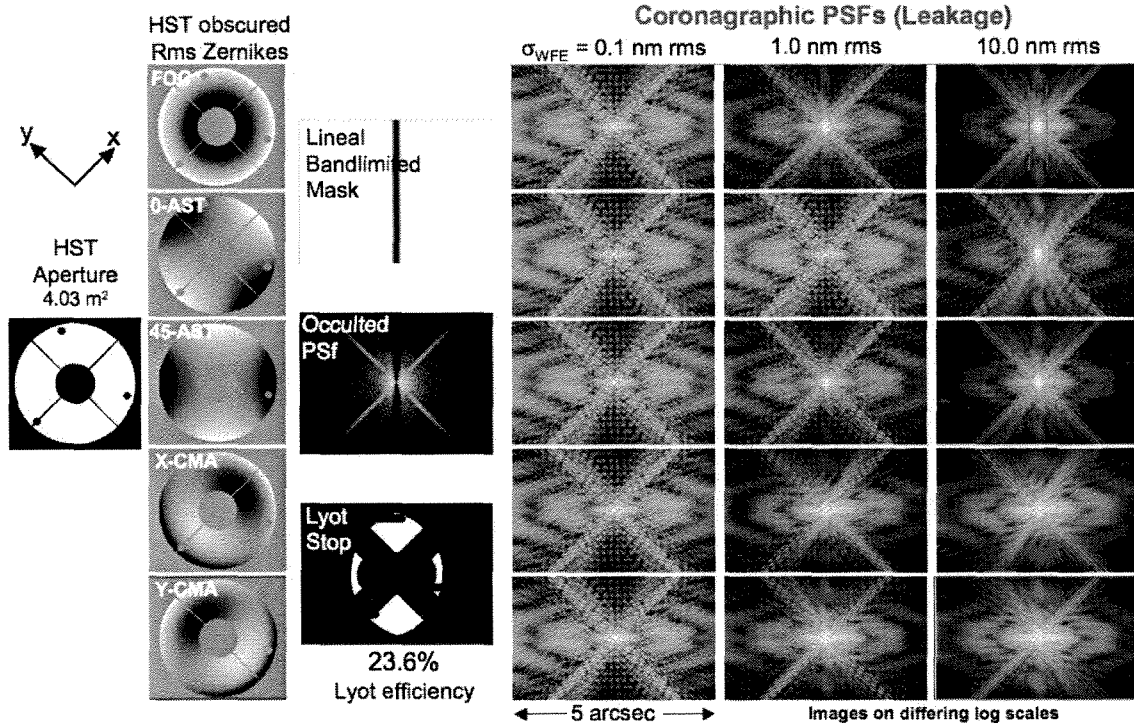 HST obscured
Rms Zernikes
Coronagraphic PSFs (Leakage)
σWFE = 0.1 nm rms
1.0 nm rms
10.0 nm rms
y
x
HST
Aperture
4.03 m²
0-AST
45-AST
X-CMA
Y-CMA
Lineal
Bandlimited
Mask
Occulted
PSf
Lyot
Stop
23.6%
Lyot efficiency
5 arcsec
Images on differing log scales